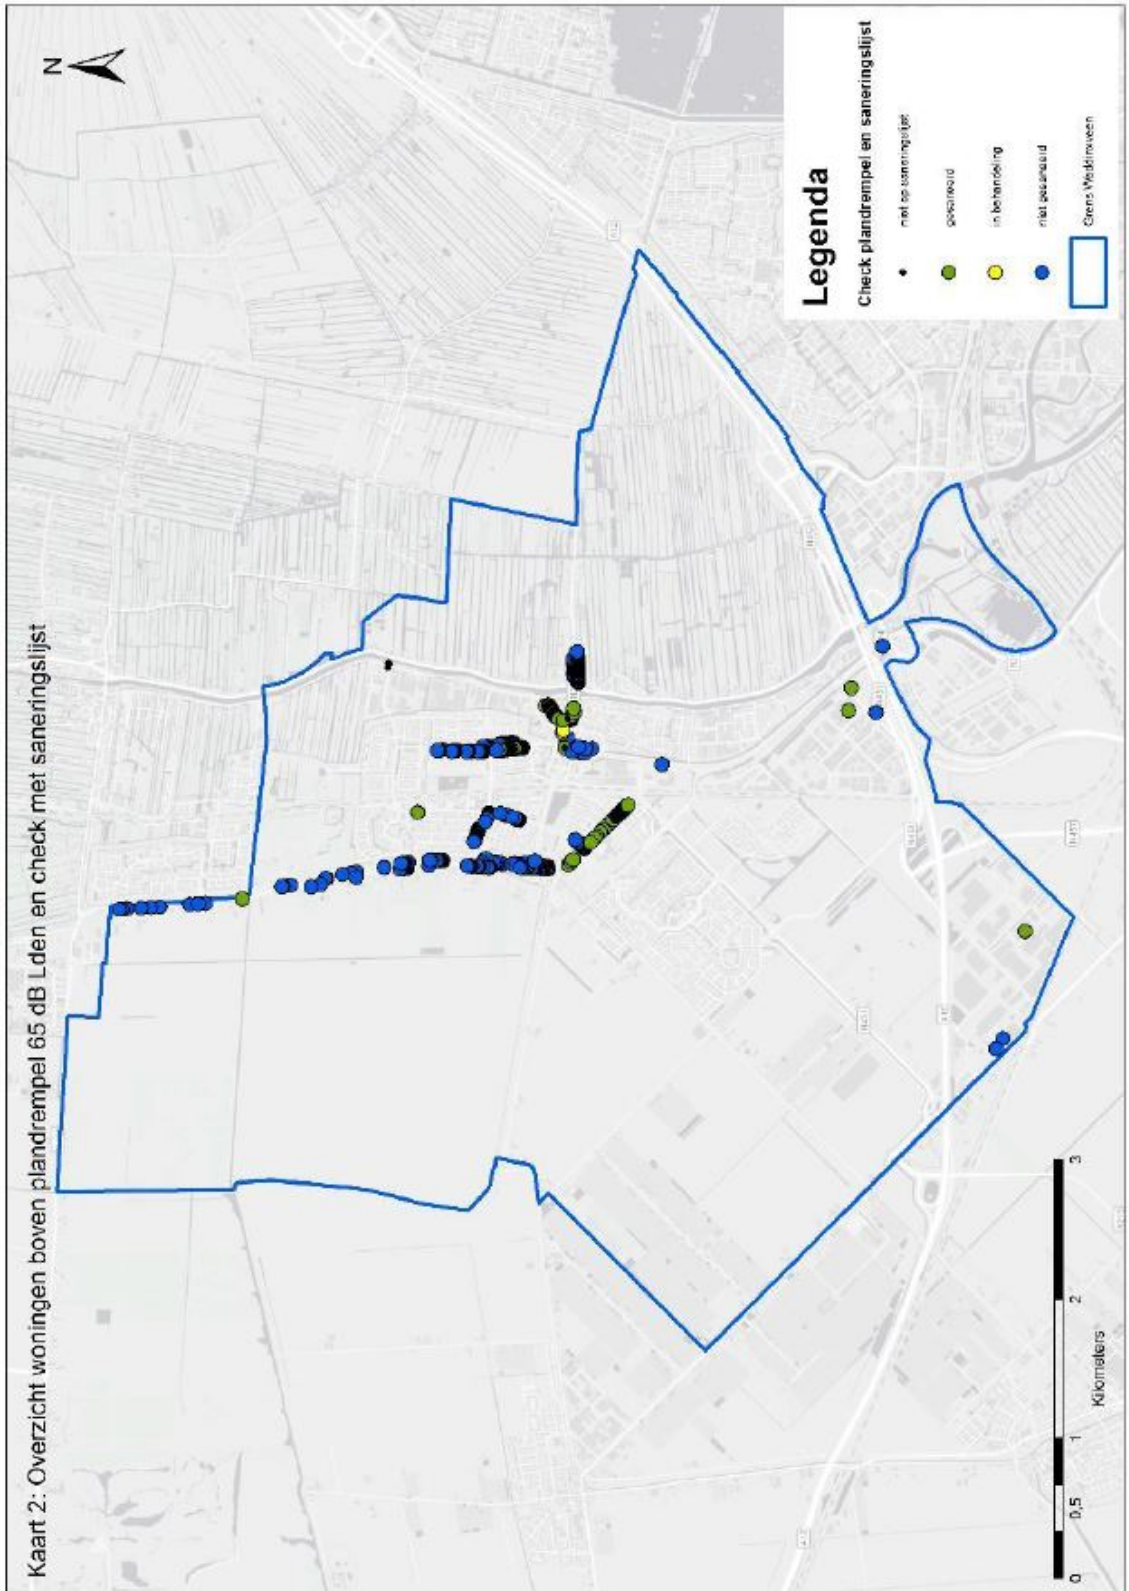 Kaart 2: Overzicht woningen boven plandrempel 65 dB Lden en check met saneringslijst
N
Legenda
Check plandrempel en saneringslijst
niet op saneringslijst
gesaneerd
in behandeling
niet gesaneerd
Grens Waddinxveen
0 0,5 1 2 3
Kilometers